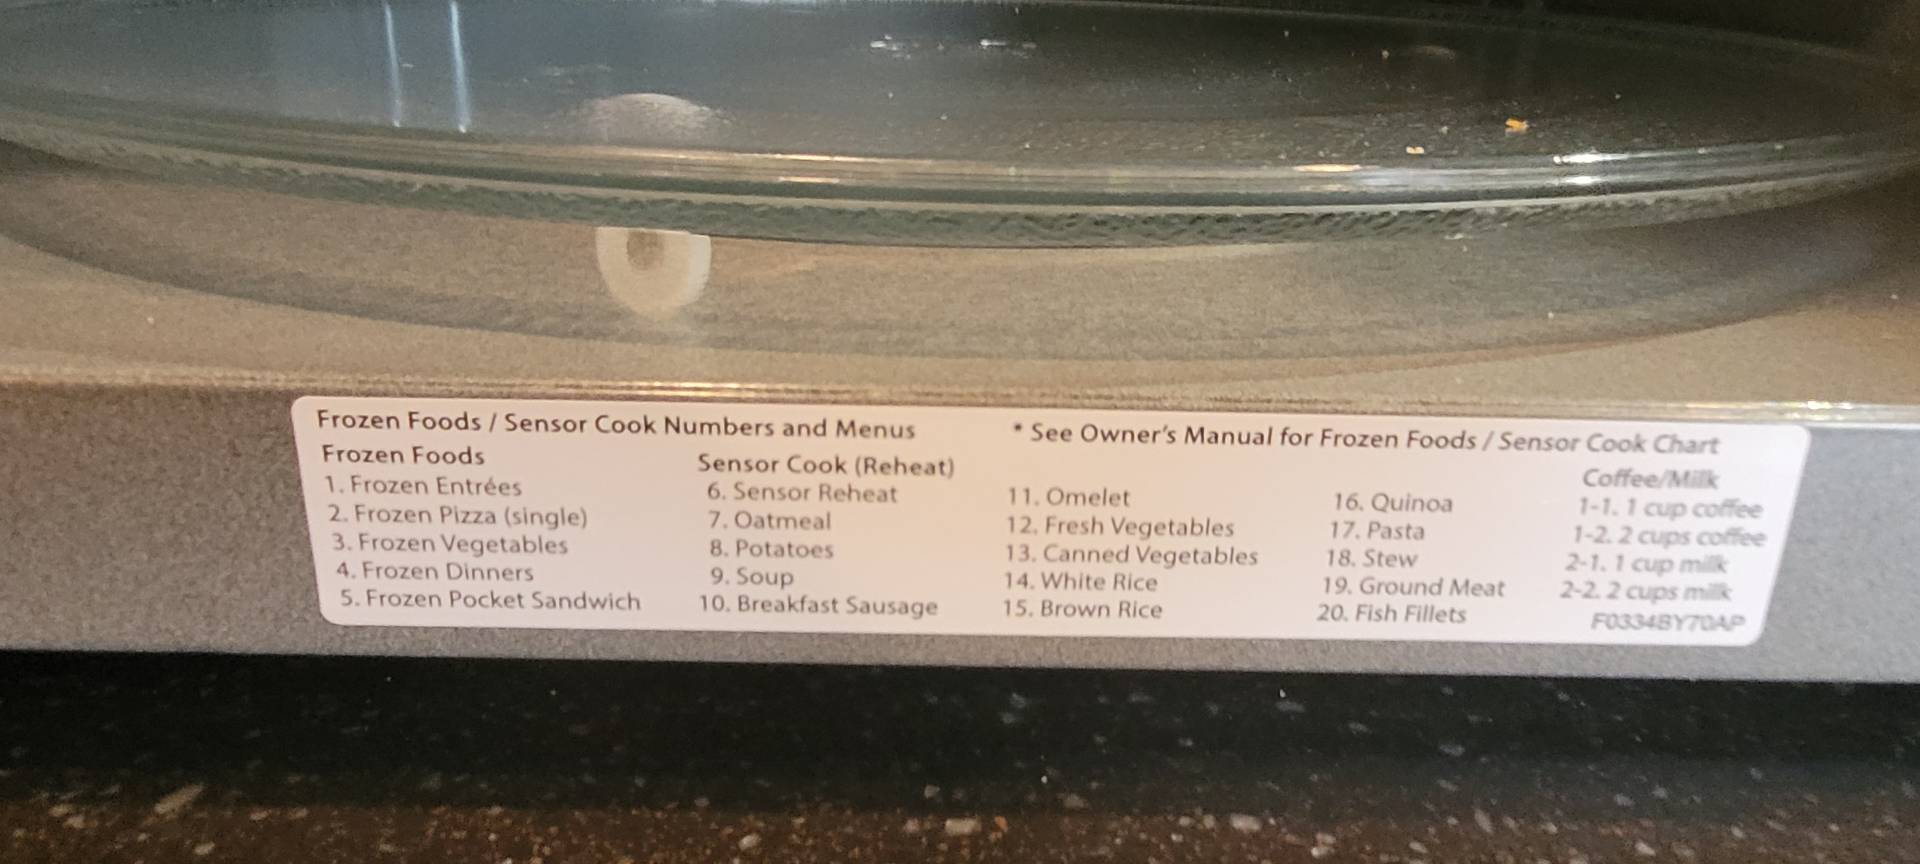 Frozen Foods / Sensor Cook Numbers and Menus
* See Owner's Manual for Frozen Foods / Sensor Cook Chart
Frozen Foods
1. Frozen Entrées
2. Frozen Pizza (single)
3. Frozen Vegetables
4. Frozen Dinners
5. Frozen Pocket Sandwich
Sensor Cook (Reheat)
6. Sensor Reheat
7. Oatmeal
8. Potatoes
9. Soup
10. Breakfast Sausage
11. Omelet
12. Fresh Vegetables
13. Canned Vegetables
14. White Rice
15. Brown Rice
16. Quinoa
17. Pasta
18. Stew
19. Ground Meat
20. Fish Fillets
Coffee/Milk
1-1. 1 cup coffee
1-2. 2 cups coffee
2-1. 1 cup milk
2-2. 2 cups milk
F0334BY70AP